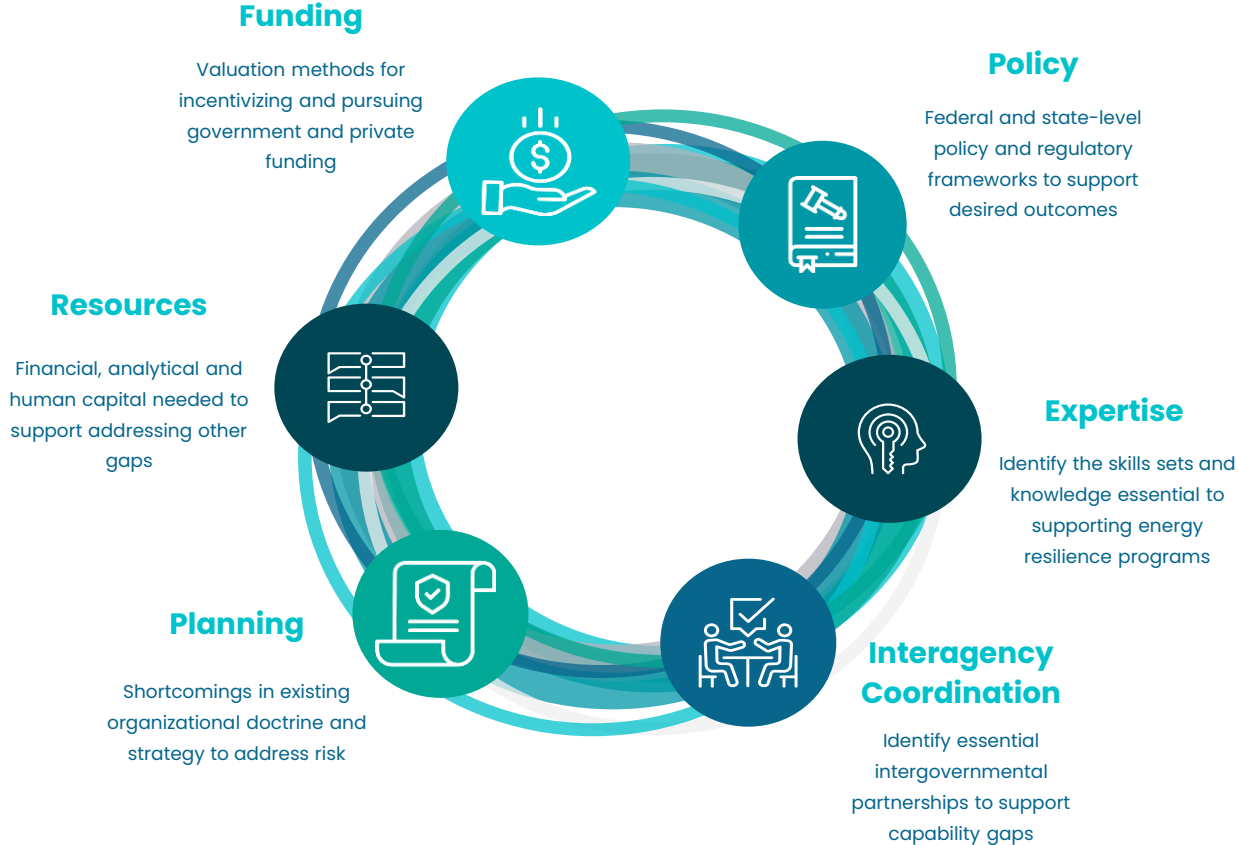 Funding
Valuation methods for
incentivizing and pursuing
government and private
funding
Policy
Federal and state-level
policy and regulatory
frameworks to support
desired outcomes
Resources
Financial, analytical and
human capital needed to
support addressing other
gaps
Expertise
Identify the skills sets and
knowledge essential to
supporting energy
resilience programs
Planning
Shortcomings in existing
organizational doctrine and
strategy to address risk
Interagency
Coordination
Identify essential
intergovernmental
partnerships to support
capability gaps
$